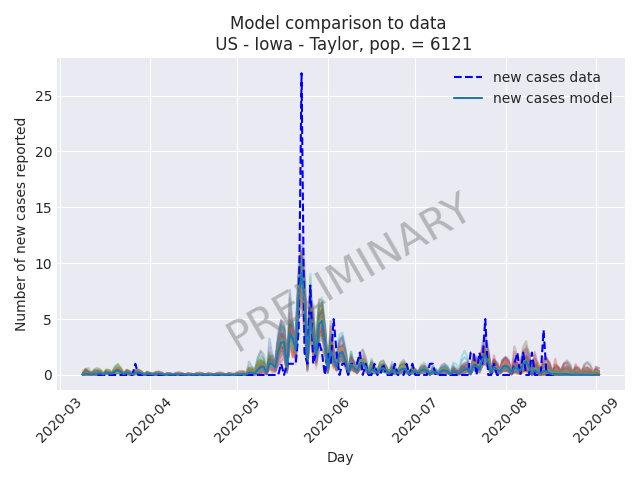 Model comparison to data
US - Iowa - Taylor, pop. = 6121
new cases data
new cases model
PRELIMINARY
Number of new cases reported
25
20
15
10
5
0
2020-03
2020-04
2020-05
2020-06
2020-07
2020-08
2020-09
Day